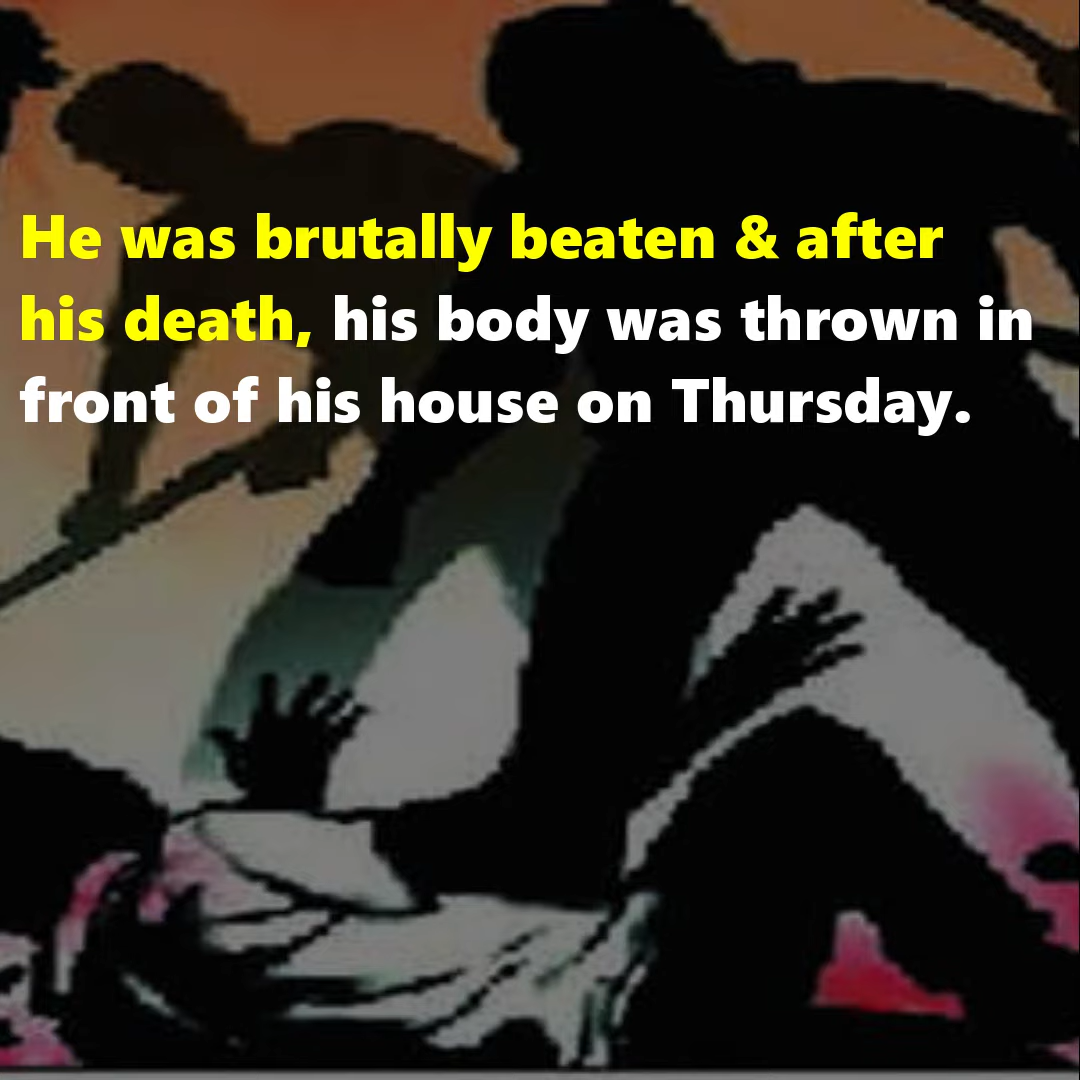 He was brutally beaten & after
his death, his body was thrown in
front of his house on Thursday.